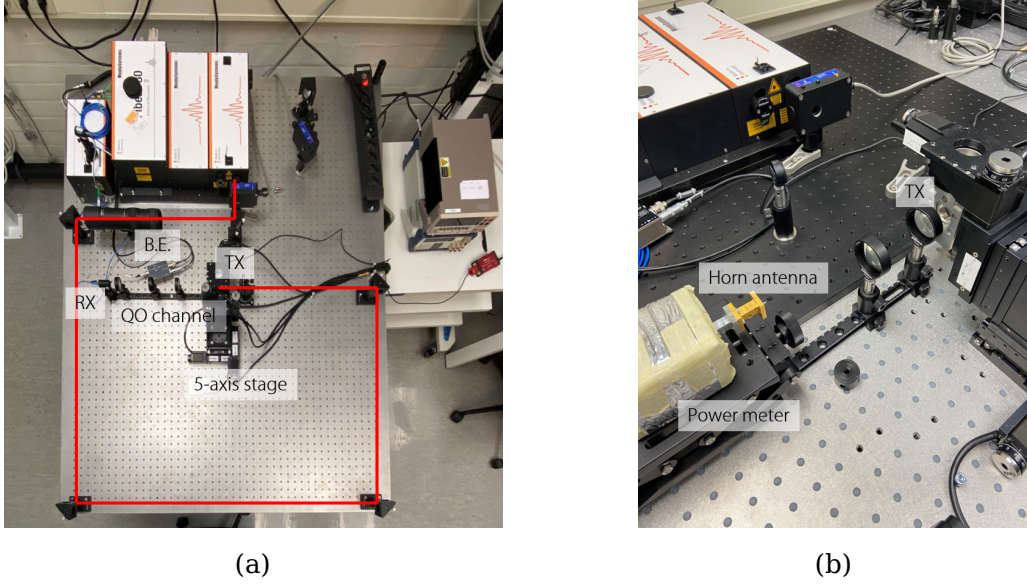 B.E.
TX
RX
QO channel
5-axis stage
(a)
TX
Horn antenna
Power meter
(b)